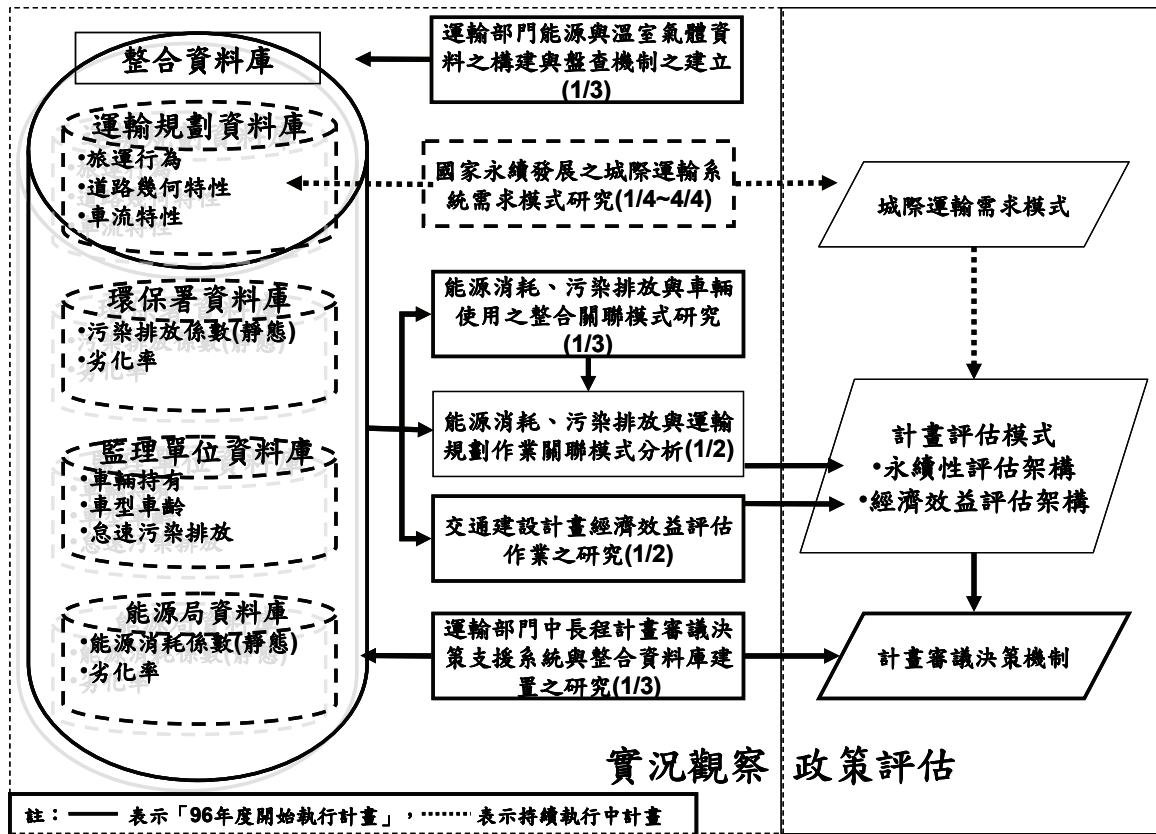 整合資料庫
運輸規劃資料庫
•旅運行為
•道路幾何特性
•車流特性
環保署資料庫
•污染排放係數(靜態)
•劣化率
監理單位資料庫
•車輛持有
•車型車齡
•怠速污染排放
能源局資料庫
•能源消耗係數(靜態)
•劣化率
運輸部門能源與溫室氣體資
料之構建與盤查機制之建立
(1/3)
國家永續發展之城際運輸系
統需求模式研究(1/4~4/4)
能源消耗、污染排放與車輛
使用之整合關聯模式研究
(1/3)
能源消耗、污染排放與運輸
規劃作業關聯模式分析(1/2)
交通建設計畫經濟效益評估
作業之研究(1/2)
運輸部門中長程計畫審議決
策支援系統與整合資料庫建
置之研究(1/3)
城際運輸需求模式
計畫評估模式
•永續性評估架構
•經濟效益評估架構
計畫審議決策機制
實況觀察
政策評估
註：—— 表示「96年度開始執行計畫」，┈┈ 表示持續執行中計畫